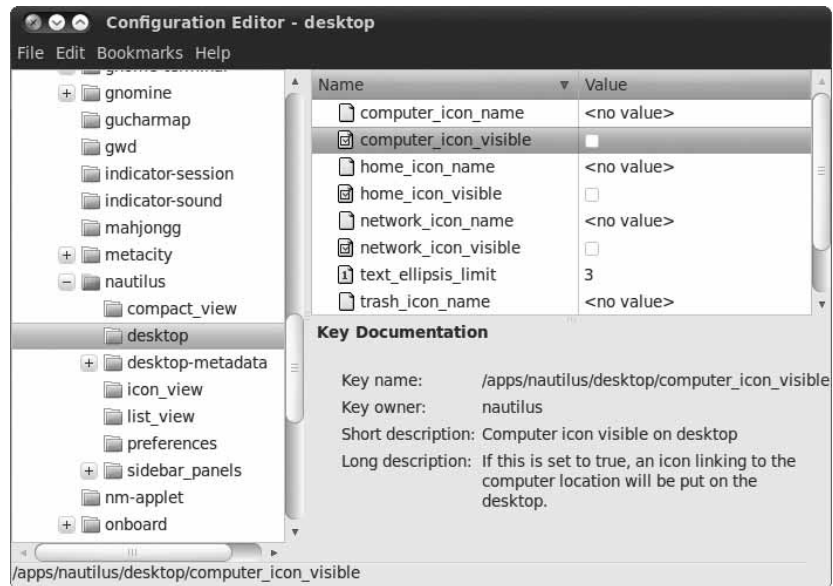 Configuration Editor - desktop
File Edit Bookmarks Help
gnomine
gucharmap
gwd
indicator-session
indicator-sound
mahjongg
metacity
nautilus
compact_view
desktop
desktop-metadata
icon_view
list_view
preferences
sidebar_panels
nm-applet
onboard
Name Value
computer_icon_name <no value>
computer_icon_visible
home_icon_name <no value>
home_icon_visible
network_icon_name <no value>
network_icon_visible
text_ellipsis_limit 3
trash_icon_name <no value>
Key Documentation
Key name: /apps/nautilus/desktop/computer_icon_visible
Key owner: nautilus
Short description: Computer icon visible on desktop
Long description: If this is set to true, an icon linking to the
computer location will be put on the
desktop.
/apps/nautilus/desktop/computer_icon_visible